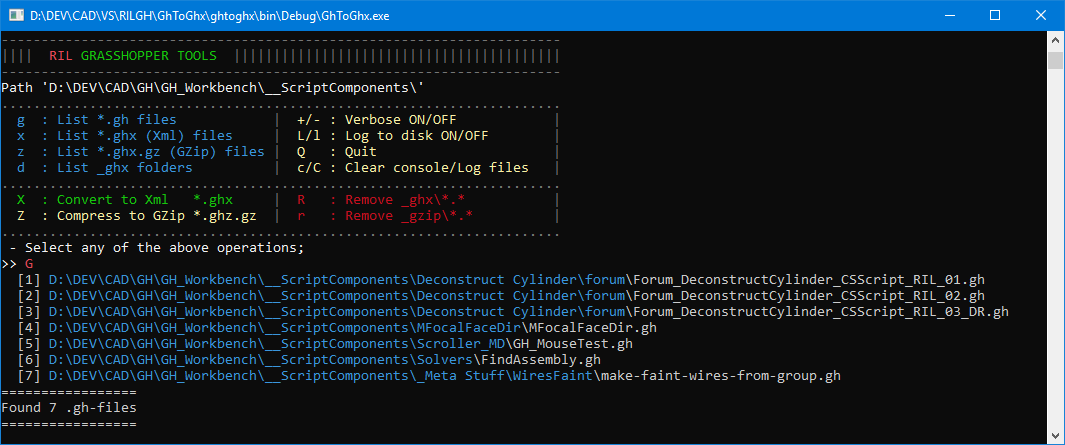 D:\DEV\CAD\VS\RILGH\GhToGhx\ghtoghx\bin\Debug\GhToGhx.exe
----------------------------------------------------------------------
|||| RIL GRASSHOPPER TOOLS |||||||||||||||||||||||||||||||||||||||||
----------------------------------------------------------------------
Path 'D:\DEV\CAD\GH\GH_Workbench\__ScriptComponents\'
......................................................................
g : List *.gh files | +/- : Verbose ON/OFF |
x : List *.ghx (Xml) files | L/l : Log to disk ON/OFF |
z : List *.ghx.gz (GZip) files | Q : Quit |
d : List _ghx folders | c/C : Clear console/Log files |
......................................................................
X : Convert to Xml *.ghx | R : Remove _ghx\*.* |
Z : Compress to GZip *.ghz.gz | r : Remove _gzip\*.* |
......................................................................
- Select any of the above operations;
>> G
[1] D:\DEV\CAD\GH\GH_Workbench\__ScriptComponents\Deconstruct Cylinder\forum\Forum_DeconstructCylinder_CSScript_RIL_01.gh
[2] D:\DEV\CAD\GH\GH_Workbench\__ScriptComponents\Deconstruct Cylinder\forum\Forum_DeconstructCylinder_CSScript_RIL_02.gh
[3] D:\DEV\CAD\GH\GH_Workbench\__ScriptComponents\Deconstruct Cylinder\forum\Forum_DeconstructCylinder_CSScript_RIL_03_DR.gh
[4] D:\DEV\CAD\GH\GH_Workbench\__ScriptComponents\MFocalFaceDir\MFocalFaceDir.gh
[5] D:\DEV\CAD\GH\GH_Workbench\__ScriptComponents\Scroller_MD\GH_MouseTest.gh
[6] D:\DEV\CAD\GH\GH_Workbench\__ScriptComponents\Solvers\FindAssembly.gh
[7] D:\DEV\CAD\GH\GH_Workbench\__ScriptComponents\_Meta Stuff\WiresFaint\make-faint-wires-from-group.gh
=================
Found 7 .gh-files
=================